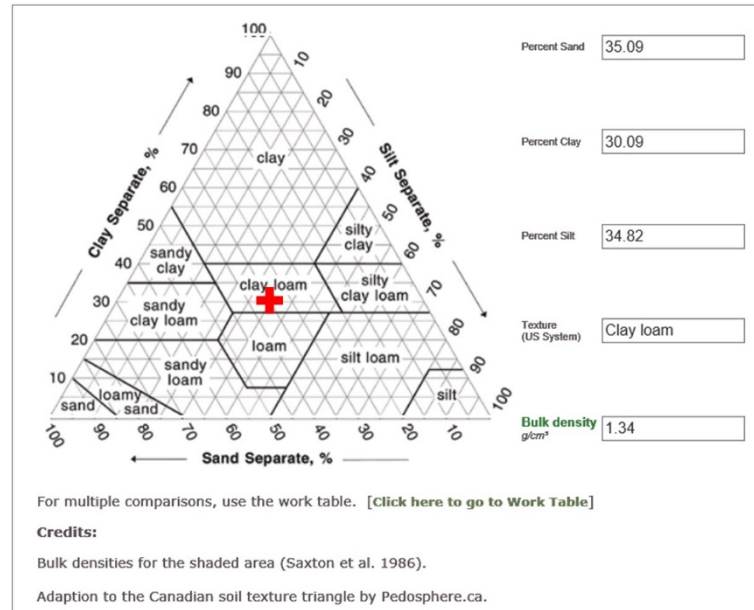 100
90
80
70
60
50
40
30
20
10
Clay Separate, %
10
20
30
40
50
60
70
80
90
100
Silt Separate, %
clay
silty
clay
sandy
clay
clay loam
silty
clay loam
sandy
clay loam
loam
silt loam
sandy
loam
silt
loamy
sand
sand
100
90
80
70
60
50
40
30
20
10
Sand Separate, %
Percent Sand 35.09
Percent Clay 30.09
Percent Silt 34.82
Texture
(US System) Clay loam
Bulk density 1.34
g/cm³
For multiple comparisons, use the work table. [Click here to go to Work Table]
Credits:
Bulk densities for the shaded area (Saxton et al. 1986).
Adaption to the Canadian soil texture triangle by Pedosphere.ca.